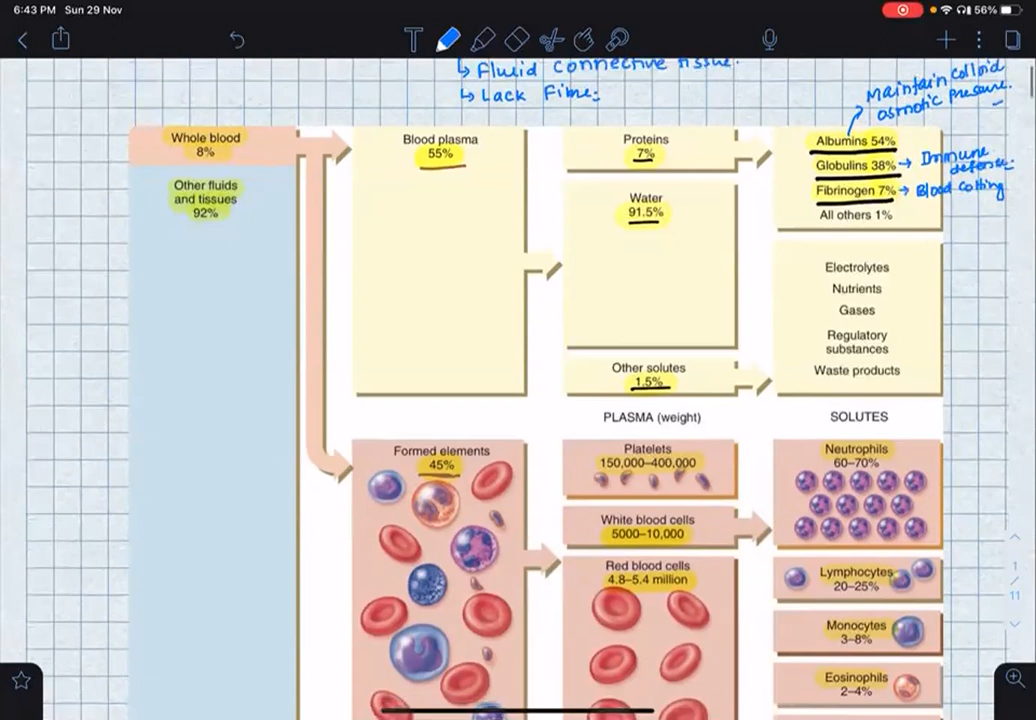 6:43 PM Sun 29 Nov
56%
↳ Fluid connective tissue.
↳ Lack Fibre:
Maintain colloid
osmotic pressure.
Whole blood
8%
Other fluids
and tissues
92%
Blood plasma
55%
Proteins
7%
Water
91.5%
Other solutes
1.5%
Albumins 54%
Globulins 38% → Immune
defense.
Fibrinogen 7% → Blood clotting
All others 1%
Electrolytes
Nutrients
Gases
Regulatory
substances
Waste products
PLASMA (weight)
SOLUTES
Formed elements
45%
Platelets
150,000–400,000
White blood cells
5000–10,000
Red blood cells
4.8–5.4 million
Neutrophils
60–70%
Lymphocytes
20–25%
Monocytes
3–8%
Eosinophils
2–4%
1
/
11